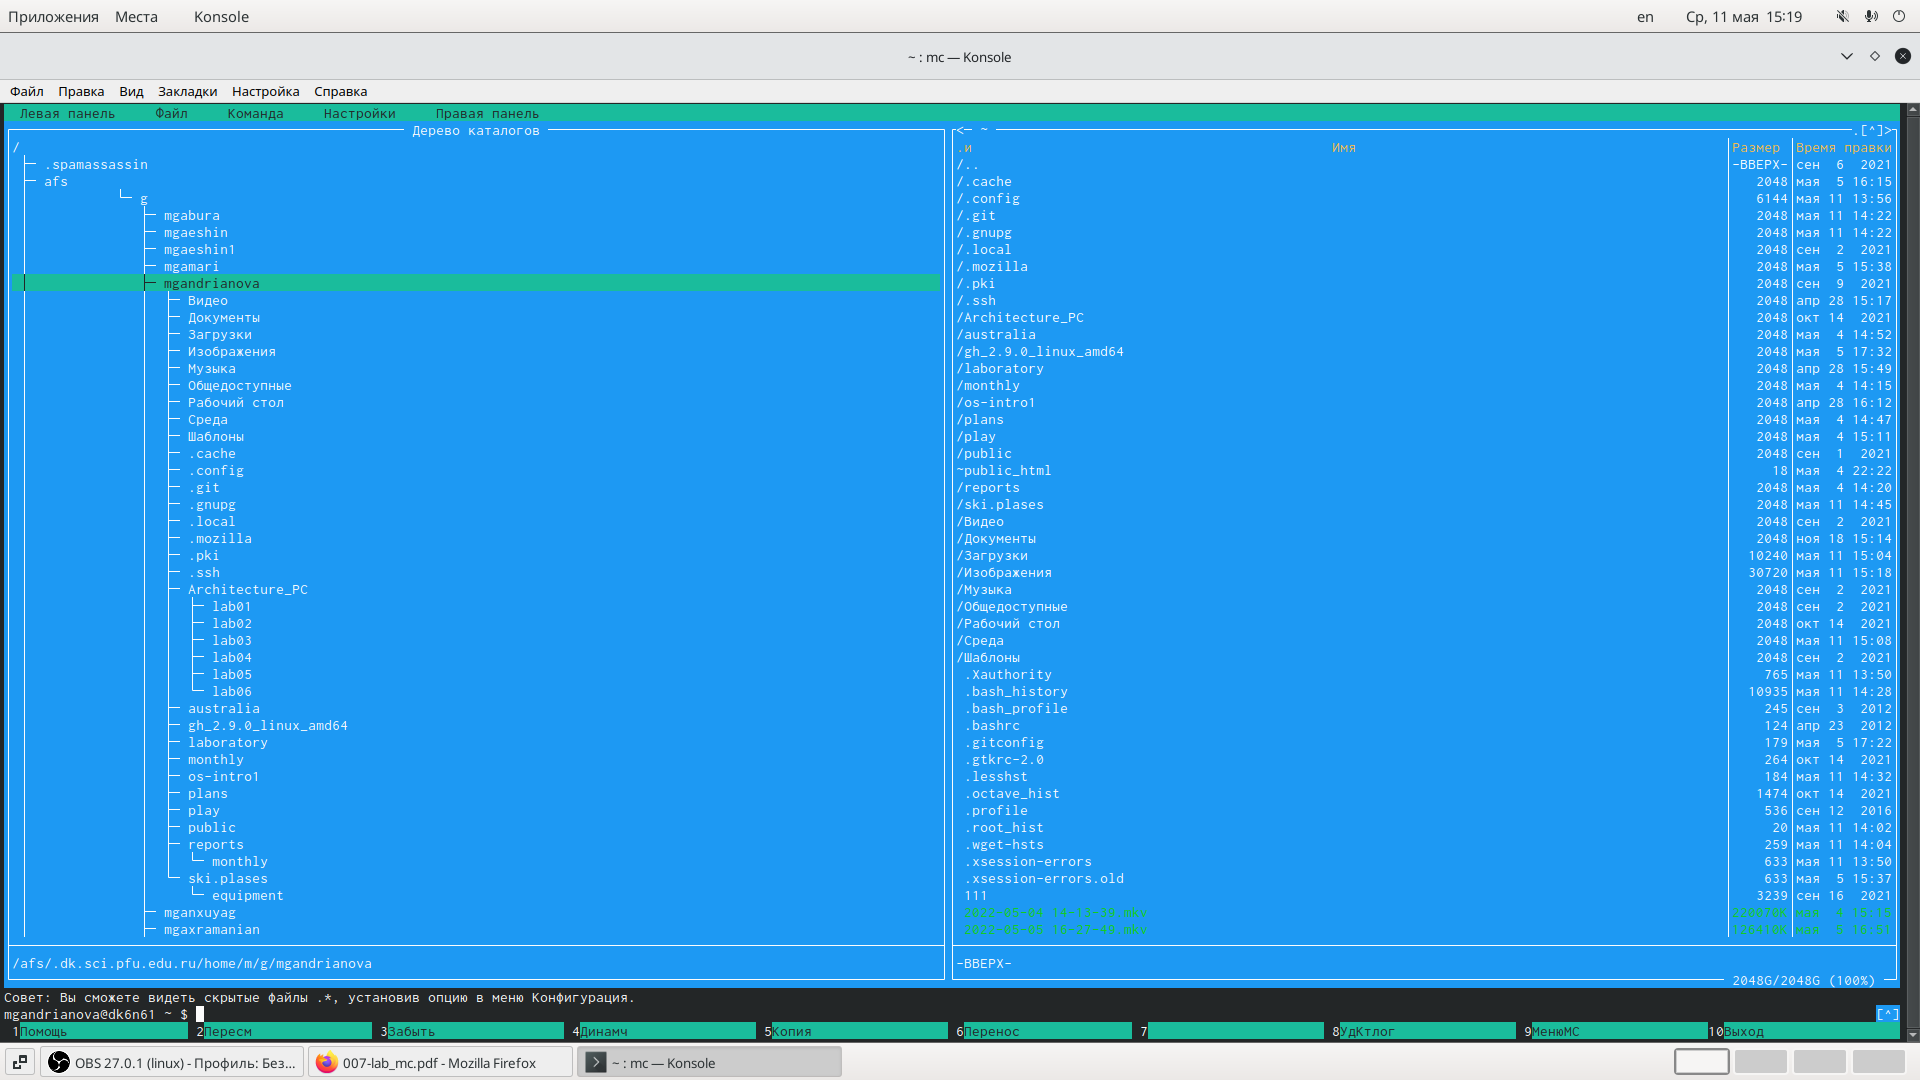 Приложения Места Konsole en Ср, 11 мая 15:19
~ : mc — Konsole
Файл Правка Вид Закладки Настройка Справка
Левая панель Файл Команда Настройки Правая панель
Дерево каталогов
/
.spamassassin
afs
g
mgabura
mgaeshin
mgaeshin1
mgamari
mgandrianova
Видео
Документы
Загрузки
Изображения
Музыка
Общедоступные
Рабочий стол
Среда
Шаблоны
.cache
.config
.git
.gnupg
.local
.mozilla
.pki
.ssh
Architecture_PC
lab01
lab02
lab03
lab04
lab05
lab06
australia
gh_2.9.0_linux_amd64
laboratory
monthly
os-intro1
plans
play
public
reports
monthly
ski.plases
equipment
mganxuyag
mgaxramanian
/afs/.dk.sci.pfu.edu.ru/home/m/g/mgandrianova
<─ ~ .[^]>
.и Имя Размер Время правки
/.. -ВВЕРХ- сен 6 2021
/.cache 2048 мая 5 16:15
/.config 6144 мая 11 13:56
/.git 2048 мая 11 14:22
/.gnupg 2048 мая 11 14:22
/.local 2048 сен 2 2021
/.mozilla 2048 мая 5 15:38
/.pki 2048 сен 9 2021
/.ssh 2048 апр 28 15:17
/Architecture_PC 2048 окт 14 2021
/australia 2048 мая 4 14:52
/gh_2.9.0_linux_amd64 2048 мая 5 17:32
/laboratory 2048 апр 28 15:49
/monthly 2048 мая 4 14:15
/os-intro1 2048 апр 28 16:12
/plans 2048 мая 4 14:47
/play 2048 мая 4 15:11
/public 2048 сен 1 2021
~public_html 18 мая 4 22:22
/reports 2048 мая 4 14:20
/ski.plases 2048 мая 11 14:45
/Видео 2048 сен 2 2021
/Документы 2048 ноя 18 15:14
/Загрузки 10240 мая 11 15:04
/Изображения 30720 мая 11 15:18
/Музыка 2048 сен 2 2021
/Общедоступные 2048 сен 2 2021
/Рабочий стол 2048 окт 14 2021
/Среда 2048 мая 11 15:08
/Шаблоны 2048 сен 2 2021
.Xauthority 765 мая 11 13:50
.bash_history 10935 мая 11 14:28
.bash_profile 245 сен 3 2012
.bashrc 124 апр 23 2012
.gitconfig 179 мая 5 17:22
.gtkrc-2.0 264 окт 14 2021
.lesshst 184 мая 11 14:32
.octave_hist 1474 окт 14 2021
.profile 536 сен 12 2016
.root_hist 20 мая 11 14:02
.wget-hsts 259 мая 11 14:04
.xsession-errors 633 мая 11 13:50
.xsession-errors.old 633 мая 5 15:37
111 3239 сен 16 2021
-ВВЕРХ-
2048G/2048G (100%)
Совет: Вы сможете видеть скрытые файлы .*, установив опцию в меню Конфигурация.
mgandrianova@dk6n61 ~ $ [^]
1Помощь 2Пересм 3Забыть 4Динамч 5Копия 6Перенос 7 8УдКтлог 9МенюМС 10Выход
OBS 27.0.1 (linux) - Профиль: Без... 007-lab_mc.pdf - Mozilla Firefox ~ : mc — Konsole